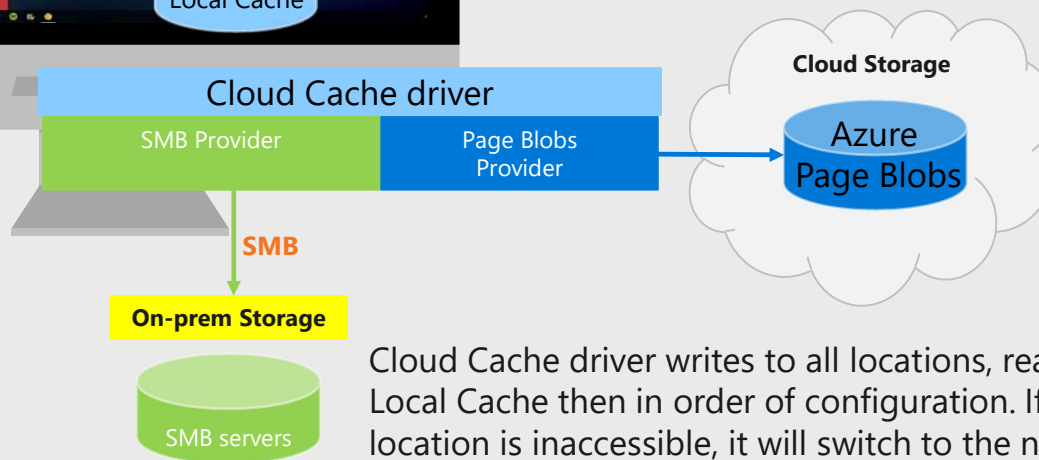 Local Cache
Cloud Storage
Cloud Cache driver
SMB Provider
Page Blobs
Provider
Azure
Page Blobs
SMB
On-prem Storage
SMB servers
Cloud Cache driver writes to all locations,
Local Cache then in order of configuration. If
location is inaccessible, it will switch to the